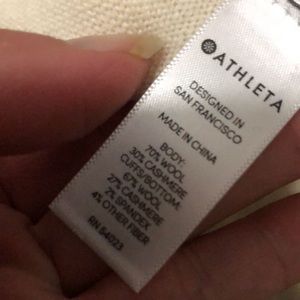 ATHLETA
DESIGNED IN
SAN FRANCISCO
MADE IN CHINA
BODY:
70% WOOL
30% CASHMERE
CUFFS/BOTTOM:
67% WOOL
27% CASHMERE
2% SPANDEX
4% OTHER FIBER
RN 54023